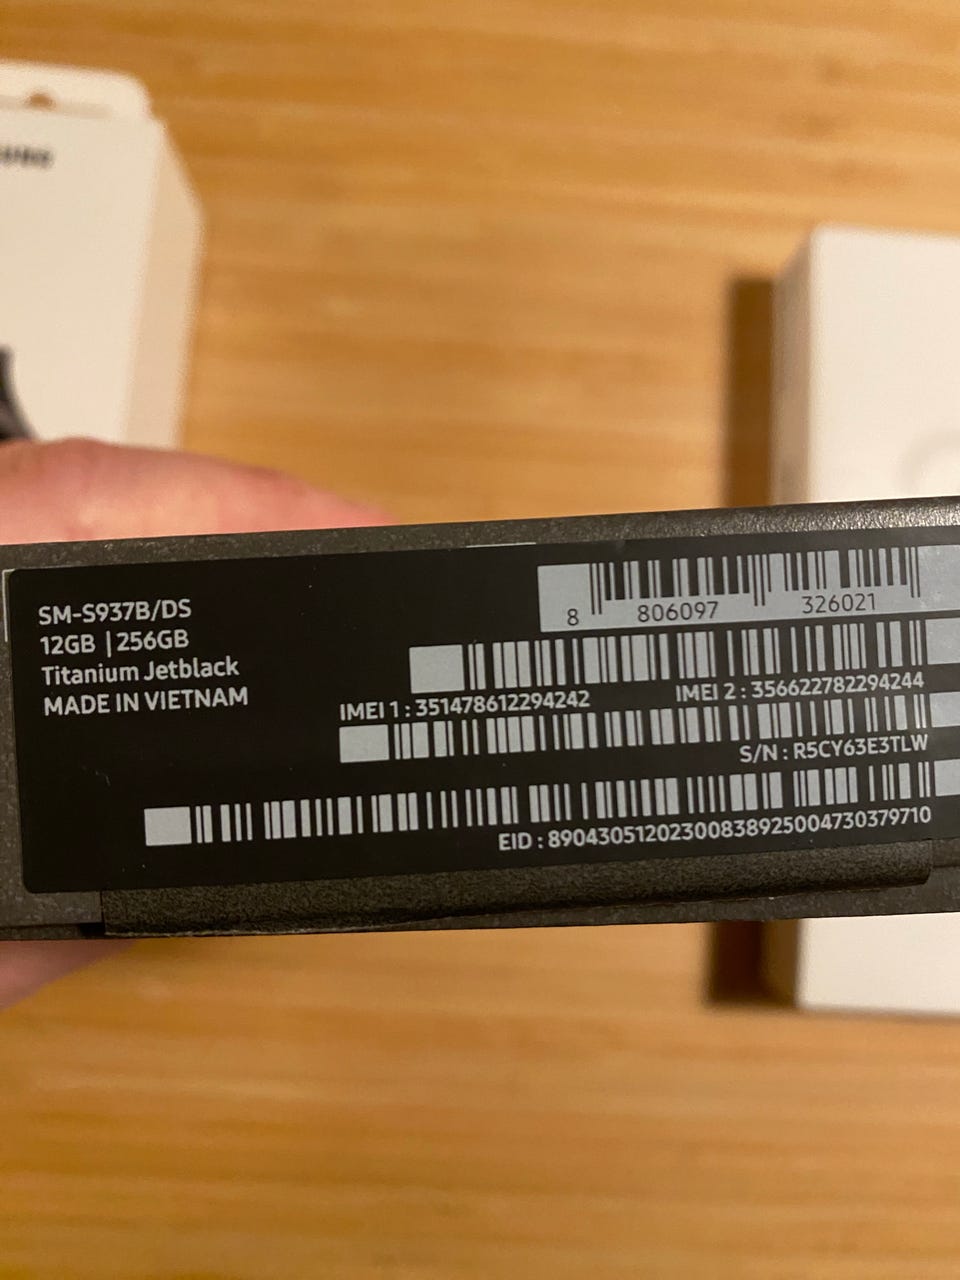 SM-S937B/DS
12GB | 256GB
Titanium Jetblack
MADE IN VIETNAM
8 806097 326021
IMEI 1 : 351478612294242
IMEI 2 : 356622782294244
S/N : R5CY63E3TLW
EID : 89043051202300838925004730379710